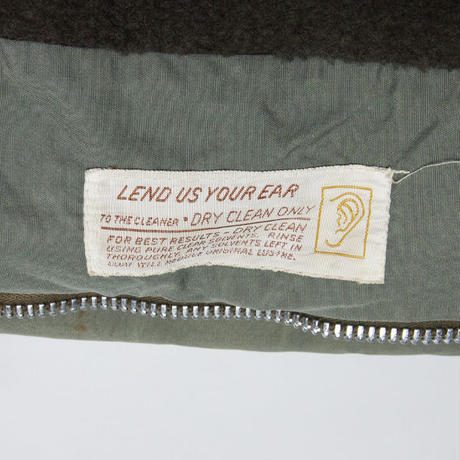 LEND US YOUR EAR
TO THE CLEANER • DRY CLEAN ONLY
FOR BEST RESULTS – DRY CLEAN
USING PURE CLEAR SOLVENTS. RINSE
THOROUGHLY. ANY SOLVENTS LEFT IN
COAT WILL REDUCE ORIGINAL LUSTRE.